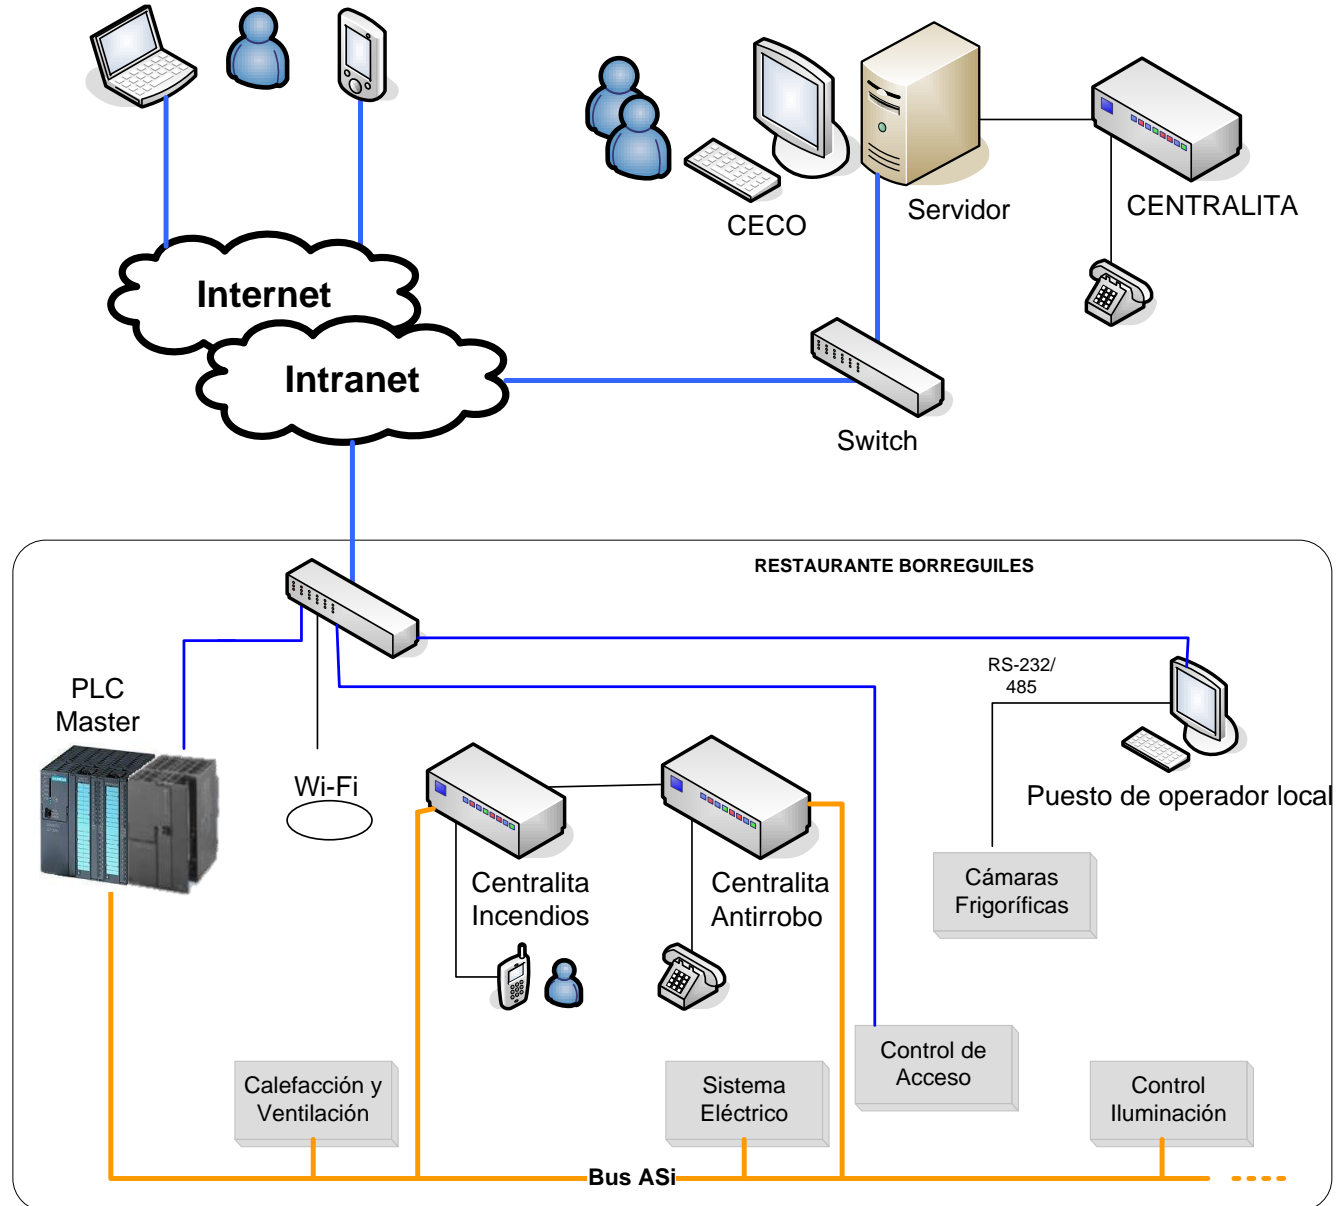 CECO
Servidor
CENTRALITA
Internet
Intranet
Switch
RESTAURANTE BORREGUILES
RS-232/
485
PLC
Master
Wi-Fi
Puesto de operador local
Centralita
Incendios
Centralita
Antirrobo
Cámaras
Frigoríficas
Control de
Acceso
Calefacción y
Ventilación
Sistema
Eléctrico
Control
Iluminación
Bus ASi